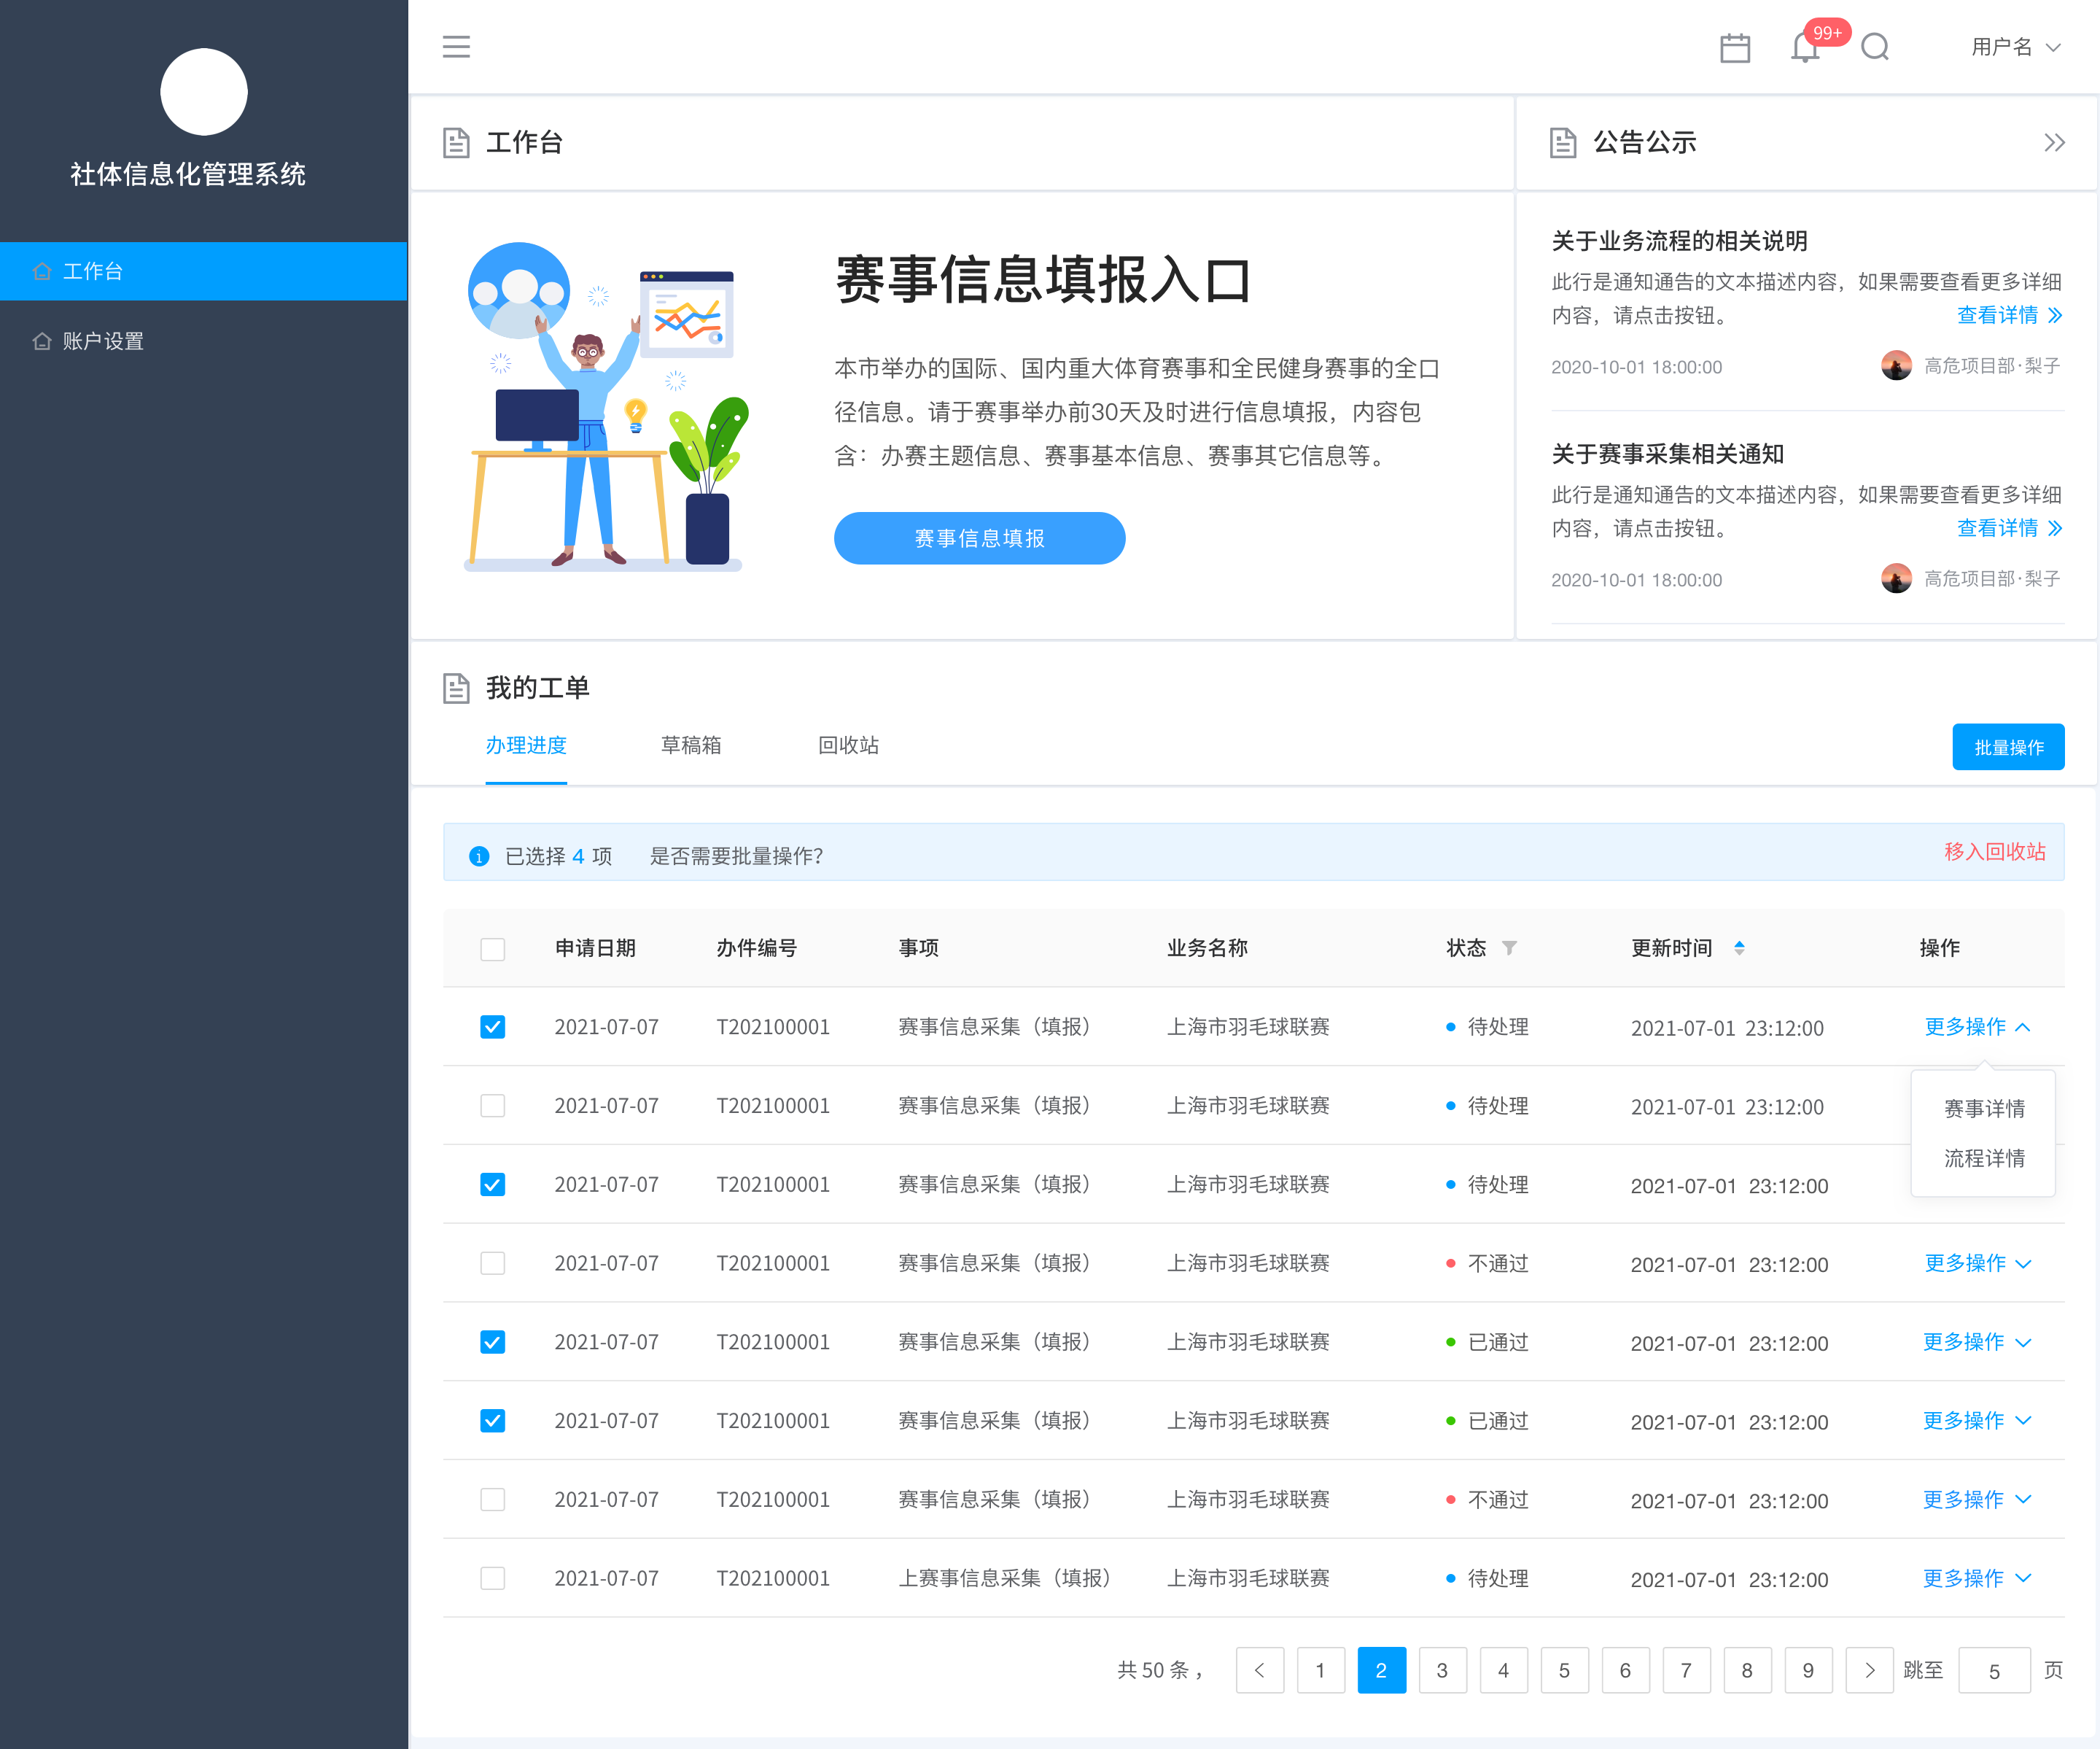 社体信息化管理系统
工作台
账户设置
99+
用户名
工作台
赛事信息填报入口
本市举办的国际、国内重大体育赛事和全民健身赛事的全口
径信息。请于赛事举办前30天及时进行信息填报，内容包
含：办赛主题信息、赛事基本信息、赛事其它信息等。
赛事信息填报
公告公示
关于业务流程的相关说明
此行是通知通告的文本描述内容，如果需要查看更多详细
内容，请点击按钮。 查看详情
2020-10-01 18:00:00 高危项目部·梨子
关于赛事采集相关通知
此行是通知通告的文本描述内容，如果需要查看更多详细
内容，请点击按钮。 查看详情
2020-10-01 18:00:00 高危项目部·梨子
我的工单
办理进度 草稿箱 回收站 批量操作
已选择 4 项 是否需要批量操作? 移入回收站
申请日期 办件编号 事项 业务名称 状态 更新时间 操作
2021-07-07 T202100001 赛事信息采集（填报） 上海市羽毛球联赛 待处理 2021-07-01 23:12:00 更多操作
2021-07-07 T202100001 赛事信息采集（填报） 上海市羽毛球联赛 待处理 2021-07-01 23:12:00
赛事详情
流程详情
2021-07-07 T202100001 赛事信息采集（填报） 上海市羽毛球联赛 待处理 2021-07-01 23:12:00
2021-07-07 T202100001 赛事信息采集（填报） 上海市羽毛球联赛 不通过 2021-07-01 23:12:00 更多操作
2021-07-07 T202100001 赛事信息采集（填报） 上海市羽毛球联赛 已通过 2021-07-01 23:12:00 更多操作
2021-07-07 T202100001 赛事信息采集（填报） 上海市羽毛球联赛 已通过 2021-07-01 23:12:00 更多操作
2021-07-07 T202100001 赛事信息采集（填报） 上海市羽毛球联赛 不通过 2021-07-01 23:12:00 更多操作
2021-07-07 T202100001 上赛事信息采集（填报） 上海市羽毛球联赛 待处理 2021-07-01 23:12:00 更多操作
共 50 条， < 1 2 3 4 5 6 7 8 9 > 跳至 5 页